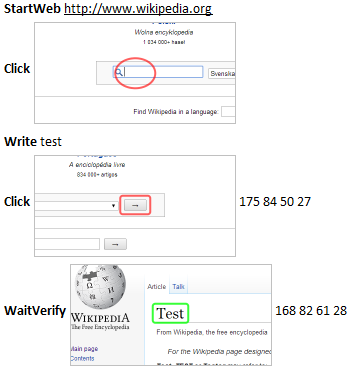 StartWeb http://www.wikipedia.org
Wolna encyklopedia
1 034 000+ haseł
Click
Svenska
Find Wikipedia in a language:
Write test
A enciclopédia livre
834 000+ artigos
Click → 175 84 50 27
→
Article Talk
Test
WaitVerify WIKIPEDIA 168 82 61 28
The Free Encyclopedia
From Wikipedia, the free encyclopedia
Main page
For the Wikipedia page designed
Contents